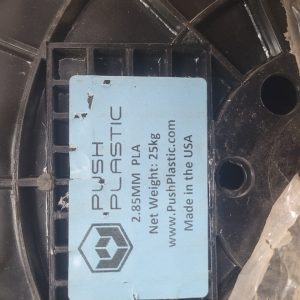 PUSH
PLASTIC
2.85MM PLA
Net Weight: 25kg
www.PushPlastic.com
Made in the USA